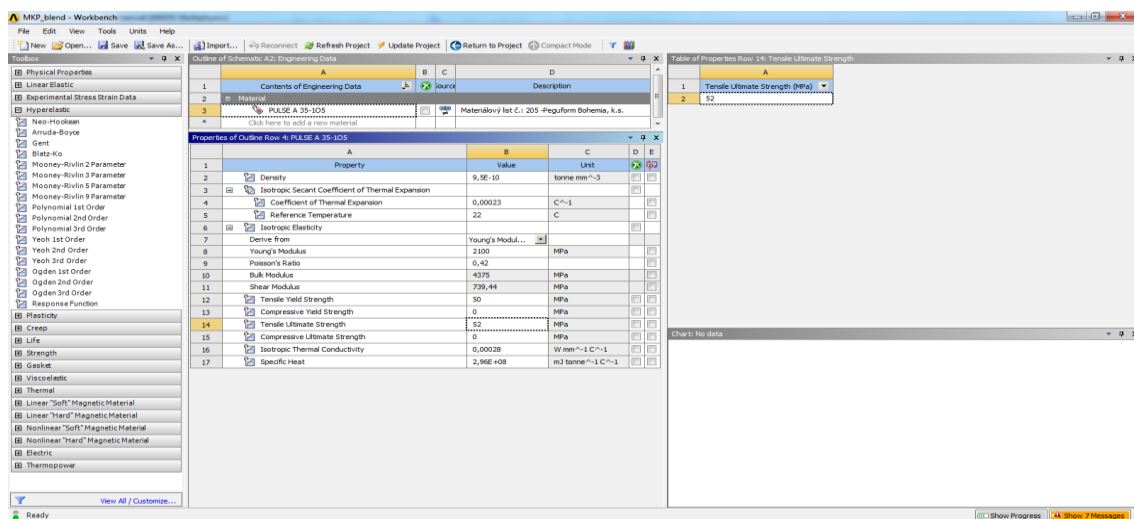 MKP_blend - Workbench
File Edit View Tools Units Help
New Open... Save Save As... Import... Reconnect Refresh Project Update Project Return to Project Compact Mode
Toolbox
Physical Properties
Linear Elastic
Experimental Stress Strain Data
Hyperelastic
Neo-Hookean
Arruda-Boyce
Gent
Blatz-Ko
Mooney-Rivlin 2 Parameter
Mooney-Rivlin 3 Parameter
Mooney-Rivlin 5 Parameter
Mooney-Rivlin 9 Parameter
Polynomial 1st Order
Polynomial 2nd Order
Polynomial 3rd Order
Yeoh 1st Order
Yeoh 2nd Order
Yeoh 3rd Order
Ogden 1st Order
Ogden 2nd Order
Ogden 3rd Order
Response Function
Plasticity
Creep
Life
Strength
Gasket
Viscoelastic
Thermal
Linear "Soft" Magnetic Material
Linear "Hard" Magnetic Material
Nonlinear "Soft" Magnetic Material
Nonlinear "Hard" Magnetic Material
Electric
Thermopower
View All / Customize...
Outline of Schematic A2: Engineering Data
A B C D
1 Contents of Engineering Data Source Description
2 Material
3 PULSE A 35-1O5 Materiálový list č.: 205 -Peguform Bohemia, k.s.
* Click here to add a new material
Properties of Outline Row 4: PULSE A 35-1O5
A B C D E
1 Property Value Unit
2 Density 9,5E-10 tonne mm^-3
3 Isotropic Secant Coefficient of Thermal Expansion
4 Coefficient of Thermal Expansion 0,00023 C^-1
5 Reference Temperature 22 C
6 Isotropic Elasticity
7 Derive from Young's Modul...
8 Young's Modulus 2100 MPa
9 Poisson's Ratio 0,42
10 Bulk Modulus 4375 MPa
11 Shear Modulus 739,44 MPa
12 Tensile Yield Strength 50 MPa
13 Compressive Yield Strength 0 MPa
14 Tensile Ultimate Strength 52 MPa
15 Compressive Ultimate Strength 0 MPa
16 Isotropic Thermal Conductivity 0,00028 W mm^-1 C^-1
17 Specific Heat 2,96E+08 mJ tonne^-1 C^-1
Table of Properties Row 14: Tensile Ultimate Strength
A
1 Tensile Ultimate Strength (MPa)
2 52
Chart: No data
Ready
Show Progress Show 7 Messages